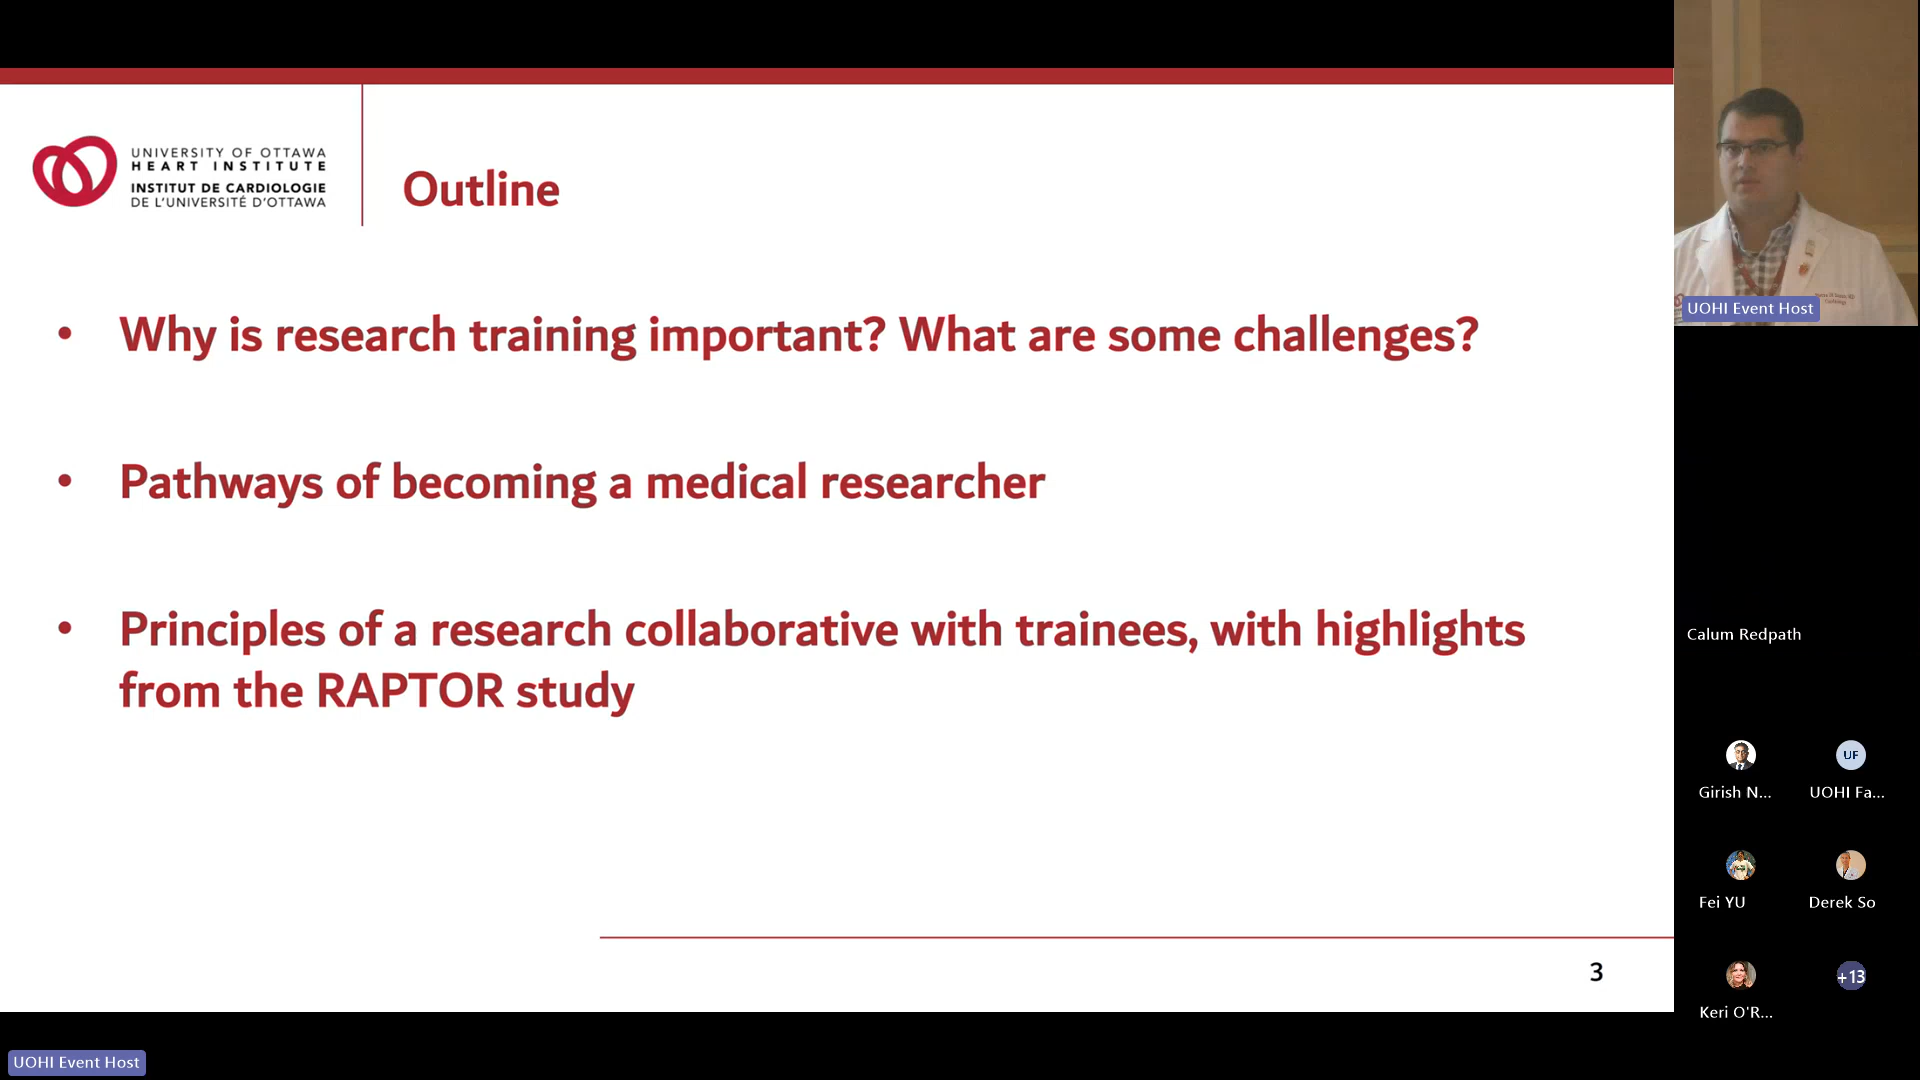 UNIVERSITY OF OTTAWA
HEART INSTITUTE
INSTITUT DE CARDIOLOGIE
DE L'UNIVERSITÉ D'OTTAWA
Outline
• Why is research training important? What are some challenges?
• Pathways of becoming a medical researcher
• Principles of a research collaborative with trainees, with highlights
from the RAPTOR study
3
UOHI Event Host
Cardiology
UOHI Event Host
Calum Redpath
Girish N...
UF
UOHI Fa...
Fei YU
Derek So
Keri O'R...
+13